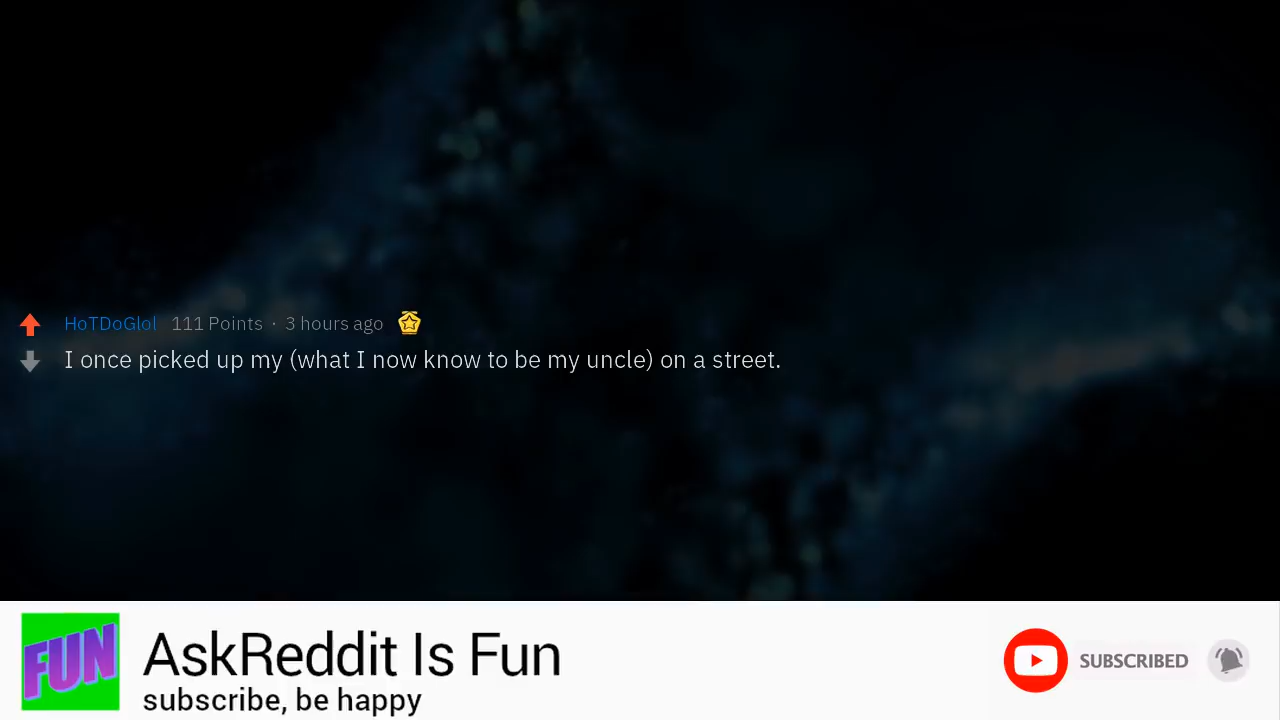 HoTDoGlol 111 Points · 3 hours ago
I once picked up my (what I now know to be my uncle) on a street.
FUN
AskReddit Is Fun
subscribe, be happy
SUBSCRIBED